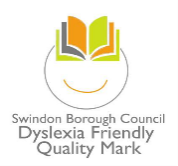 Swindon Borough Council
Dyslexia Friendly
Quality Mark